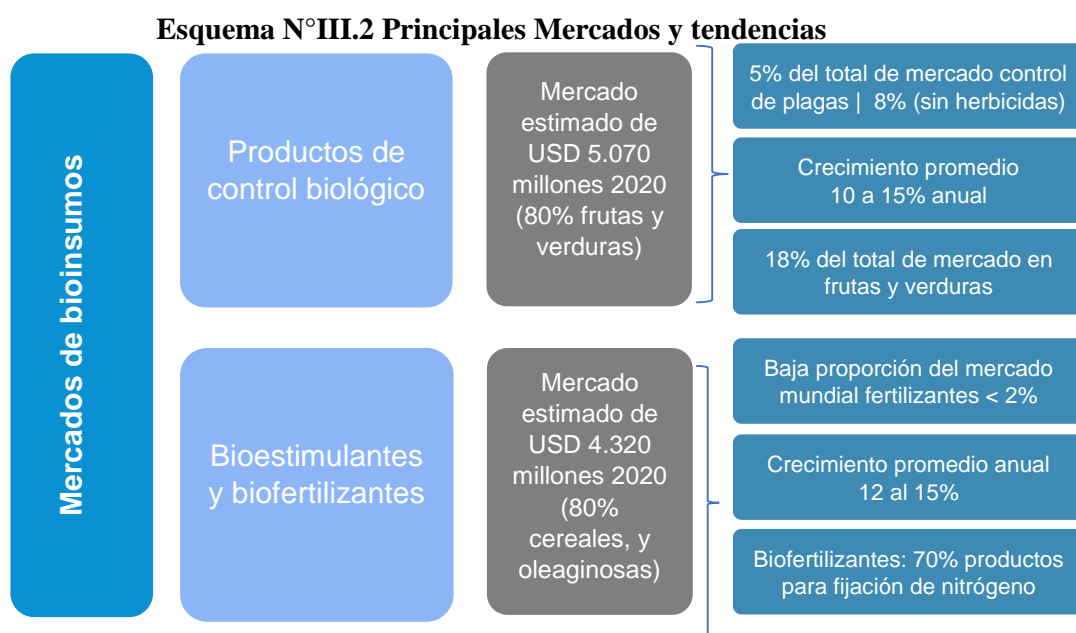 Esquema N°III.2 Principales Mercados y tendencias
Mercados de bioinsumos
Productos de
control biológico
Mercado
estimado de
USD 5.070
millones 2020
(80% frutas y
verduras)
5% del total de mercado control
de plagas | 8% (sin herbicidas)
Crecimiento promedio
10 a 15% anual
18% del total de mercado en
frutas y verduras
Bioestimulantes
y biofertilizantes
Mercado
estimado de
USD 4.320
millones 2020
(80%
cereales, y
oleaginosas)
Baja proporción del mercado
mundial fertilizantes < 2%
Crecimiento promedio anual
12 al 15%
Biofertilizantes: 70% productos
para fijación de nitrógeno